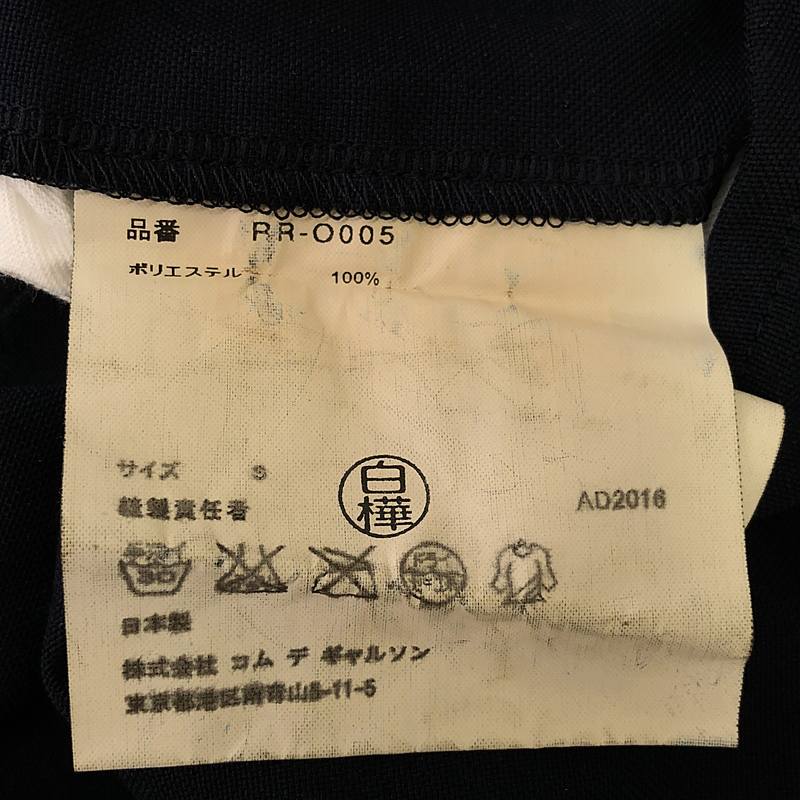 品番 RR-O005
ポリエステル 100%
サイズ S
縫製責任者 白樺 AD2016
日本製
株式会社 コム デ ギャルソン
東京都港区南青山5-11-5